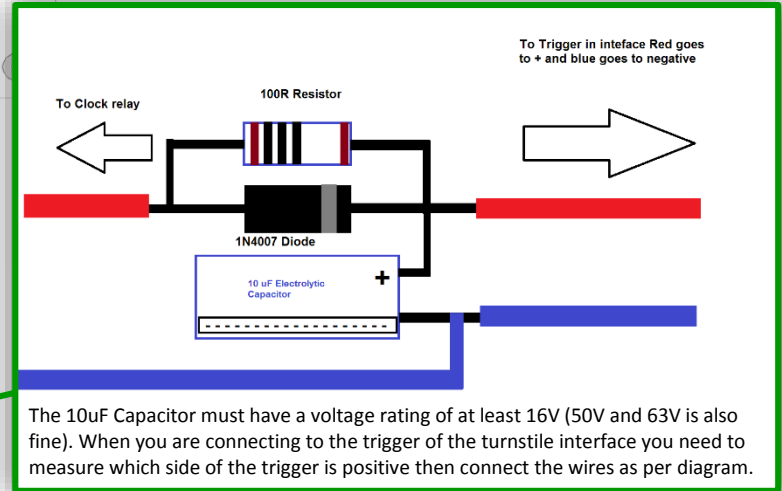 To Trigger in inteface Red goes
to + and blue goes to negative
To Clock relay
100R Resistor
1N4007 Diode
+
10 uF Electrolytic
Capacitor
- - - - - - - - - - - - - - - - - -
The 10uF Capacitor must have a voltage rating of at least 16V (50V and 63V is also
fine). When you are connecting to the trigger of the turnstile interface you need to
measure which side of the trigger is positive then connect the wires as per diagram.